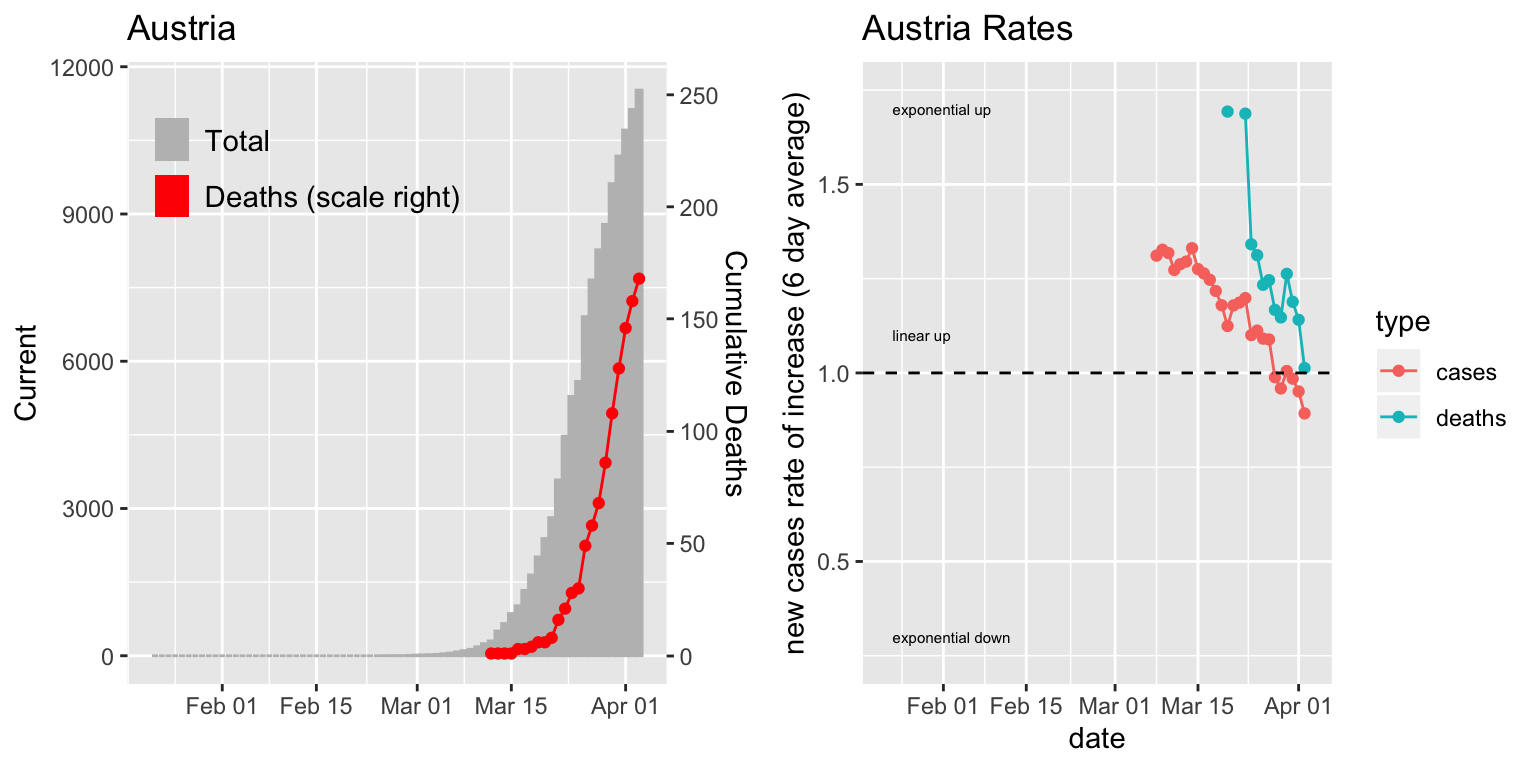 Austria
12000
9000
6000
3000
0
Current
Total
Deaths (scale right)
250
200
150
100
50
0
Cumulative Deaths
Feb 01 Feb 15 Mar 01 Mar 15 Apr 01
Austria Rates
new cases rate of increase (6 day average)
1.5
1.0
0.5
exponential up
linear up
exponential down
Feb 01 Feb 15 Mar 01 Mar 15 Apr 01
date
type
cases
deaths